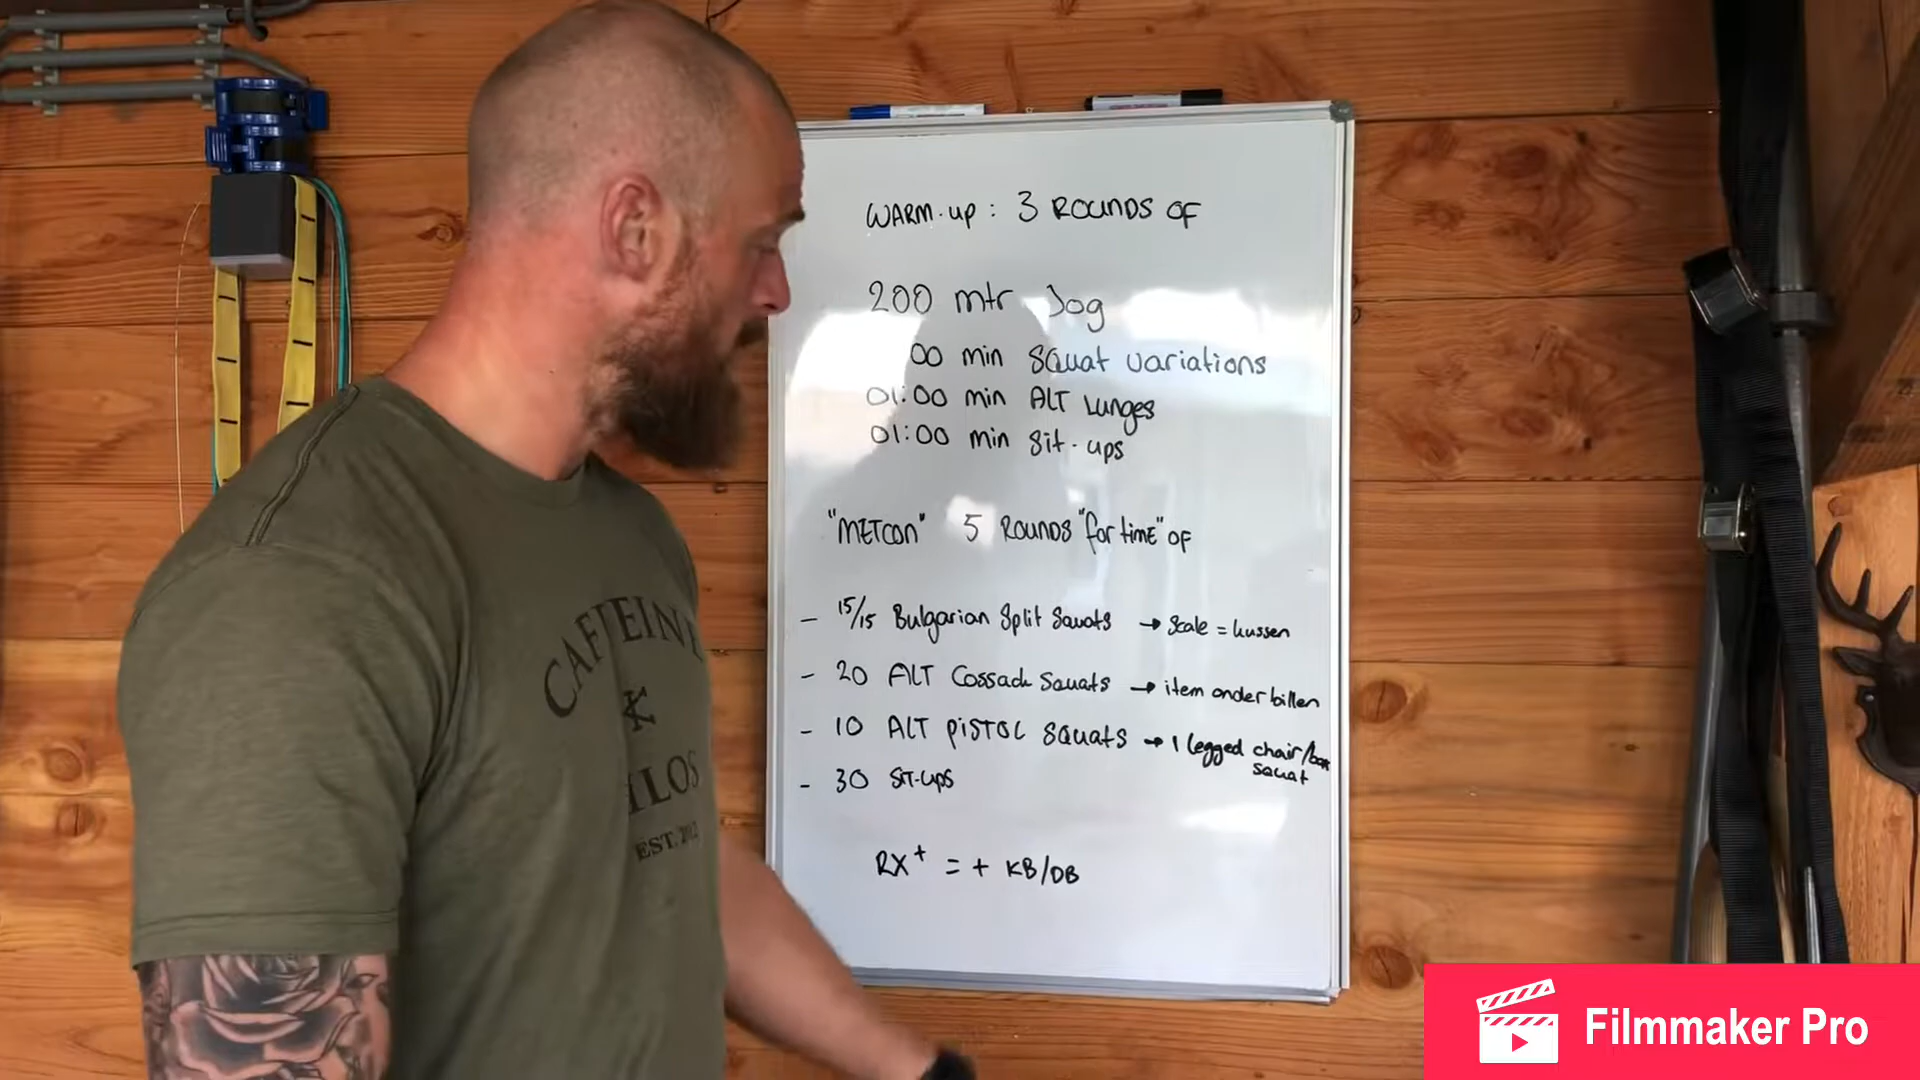 WARM-up: 3 ROUNDS OF
200 mtr Jog
00 min Squat variations
01:00 min ALT Lunges
01:00 min Sit-ups
"METCON" 5 ROUNDS "for time" OF
- 15/15 Bulgarian Split Squats → Scale = kussen
- 20 ALT Cossack Squats → item onder billen
- 10 ALT PISTOL Squats → 1 legged chair/box squat
- 30 SIT-UPS
RX+ = + KB/DB
CAFFEINE
&
KILOS
EST. 2012
Filmmaker Pro